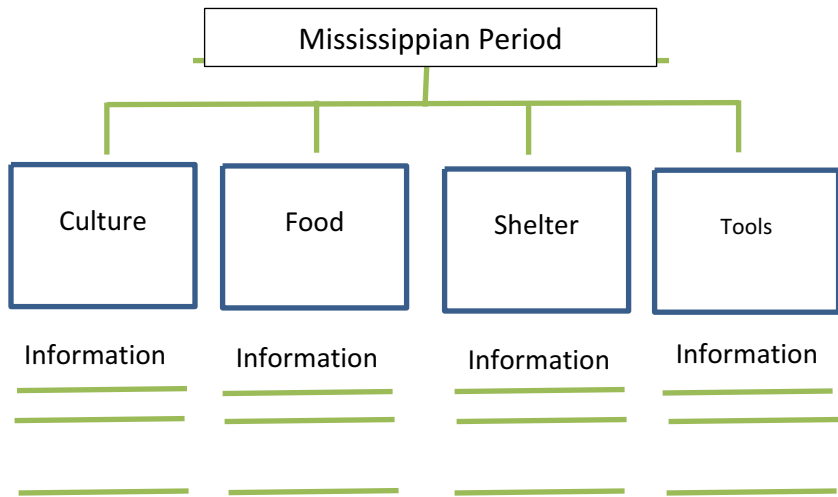 Mississippian Period
Culture
Food
Shelter
Tools
Information
Information
Information
Information